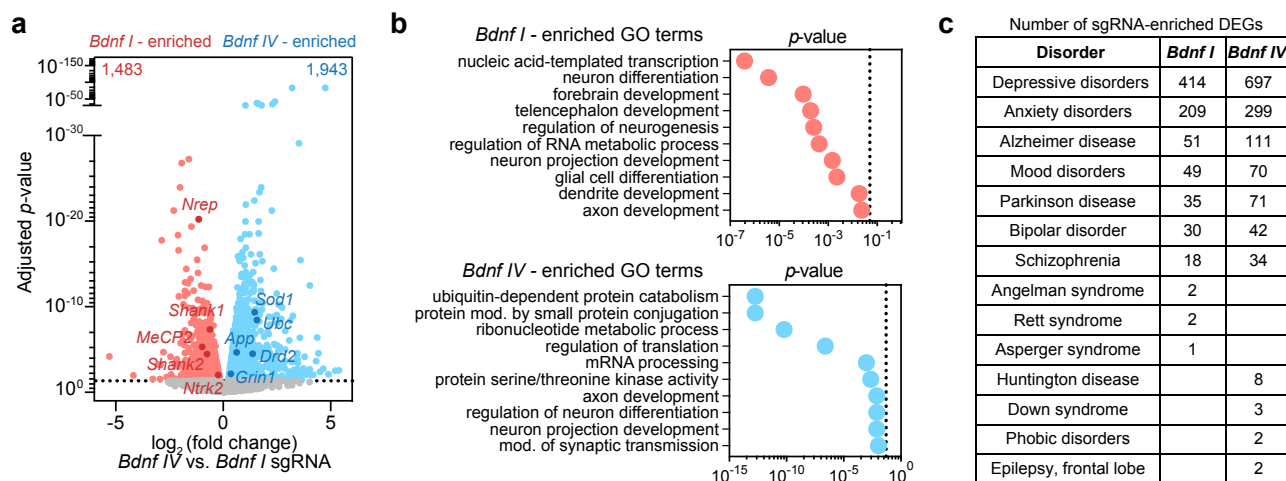 a
Bdnf I - enriched Bdnf IV - enriched
1,483
1,943
10-150
10-50
10-30
10-20
10-10
100
Adjusted p-value
Nrep
Shank1
MeCP2
Shank2
Ntrk2
Sod1
Ubc
App
Drd2
Grin1
-5 0 5
log2 (fold change)
Bdnf IV vs. Bdnf I sgRNA
b
Bdnf I - enriched GO terms
p-value
nucleic acid-templated transcription
neuron differentiation
forebrain development
telencephalon development
regulation of neurogenesis
regulation of RNA metabolic process
neuron projection development
glial cell differentiation
dendrite development
axon development
10-7 10-5 10-3 10-1
Bdnf IV - enriched GO terms
p-value
ubiquitin-dependent protein catabolism
protein mod. by small protein conjugation
ribonucleotide metabolic process
regulation of translation
mRNA processing
protein serine/threonine kinase activity
axon development
regulation of neuron differentiation
neuron projection development
mod. of synaptic transmission
10-15 10-10 10-5 100
c
Number of sgRNA-enriched DEGs
Disorder Bdnf I Bdnf IV
Depressive disorders 414 697
Anxiety disorders 209 299
Alzheimer disease 51 111
Mood disorders 49 70
Parkinson disease 35 71
Bipolar disorder 30 42
Schizophrenia 18 34
Angelman syndrome 2
Rett syndrome 2
Asperger syndrome 1
Huntington disease 8
Down syndrome 3
Phobic disorders 2
Epilepsy, frontal lobe 2